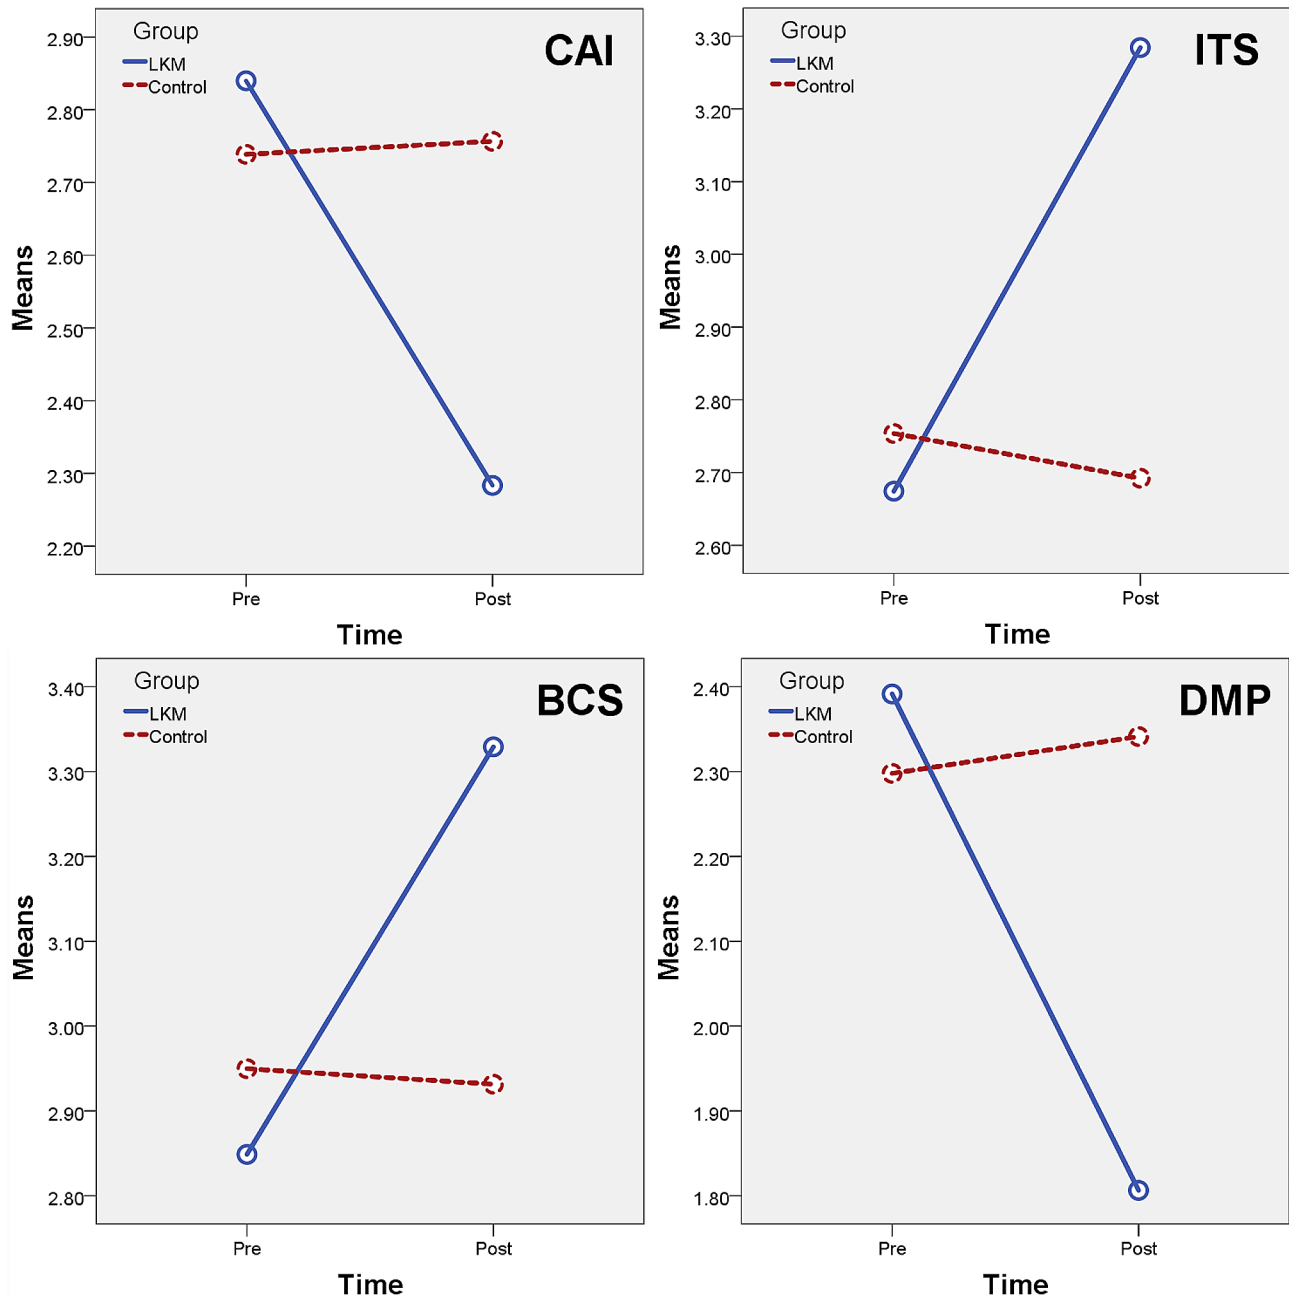 CAI
Group
LKM
Control
2.90
2.80
2.70
2.60
2.50
2.40
2.30
2.20
Means
Pre
Post
Time
ITS
Group
LKM
Control
3.30
3.20
3.10
3.00
2.90
2.80
2.70
2.60
Means
Pre
Post
Time
BCS
Group
LKM
Control
3.40
3.30
3.20
3.10
3.00
2.90
2.80
Means
Pre
Post
Time
DMP
Group
LKM
Control
2.40
2.30
2.20
2.10
2.00
1.90
1.80
Means
Pre
Post
Time